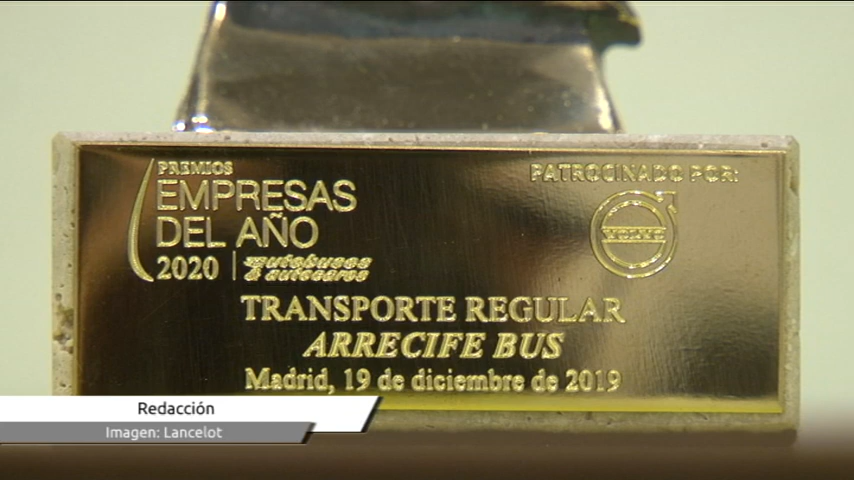 PREMIOS
EMPRESAS
DEL AÑO
2020 | autobuses
& autocares
PATROCINADO POR:
VOLVO
TRANSPORTE REGULAR
ARRECIFE BUS
Madrid, 19 de diciembre de 2019
Redacción
Imagen: Lancelot